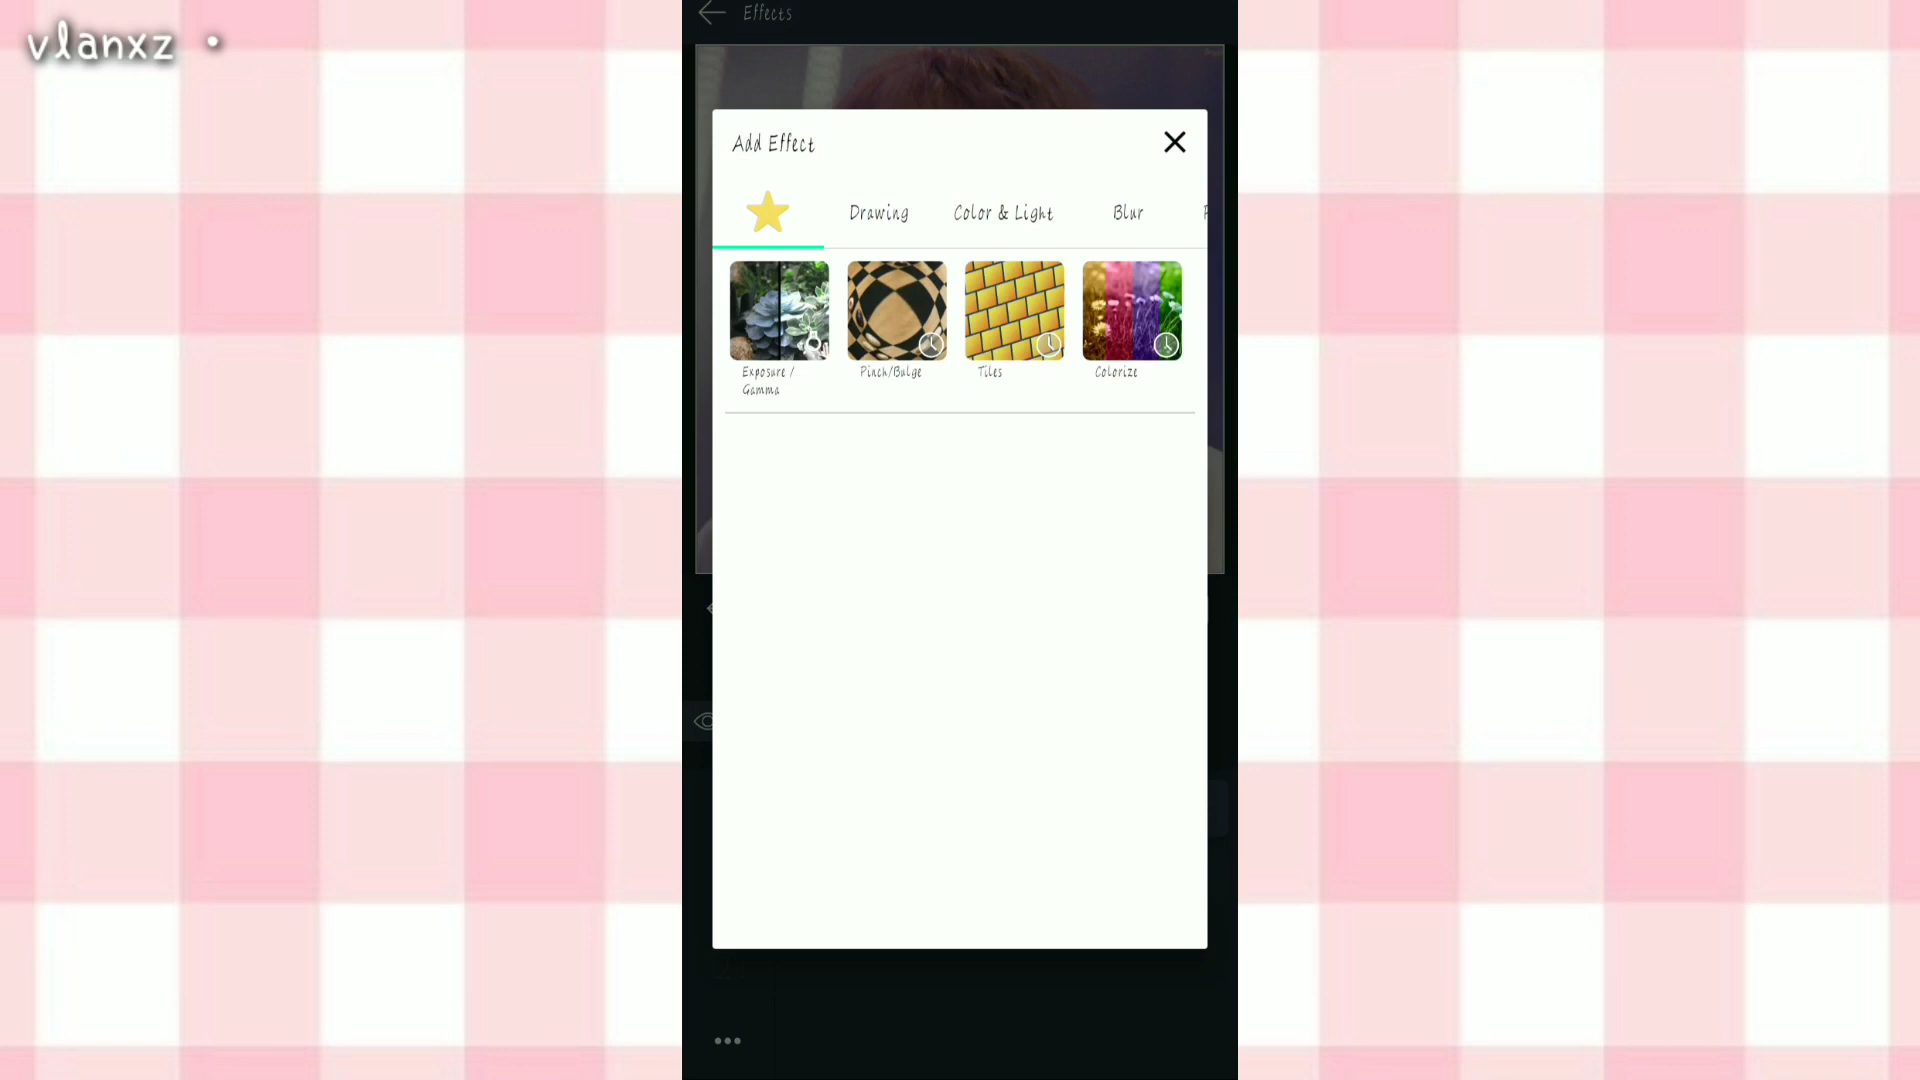 vlanxz •
Effects
Add Effect
Drawing
Color & Light
Blur
Exposure /
Gamma
Pinch/Bulge
Tiles
Colorize